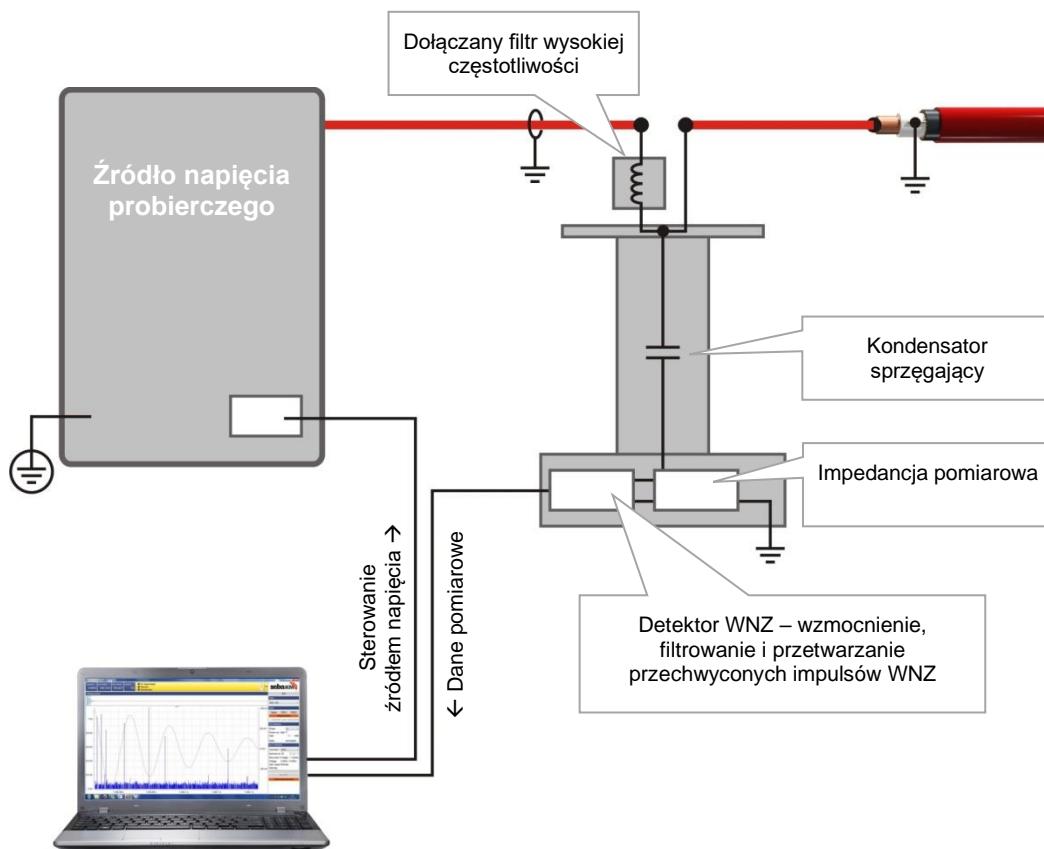 Dołączany filtr wysokiej
częstotliwości
Źródło napięcia
probierczego
Kondensator
sprzęgający
Impedancja pomiarowa
Sterowanie
źródłem napięcia →
← Dane pomiarowe
Detektor WNZ – wzmocnienie,
filtrowanie i przetwarzanie
przechwyconych impulsów WNZ